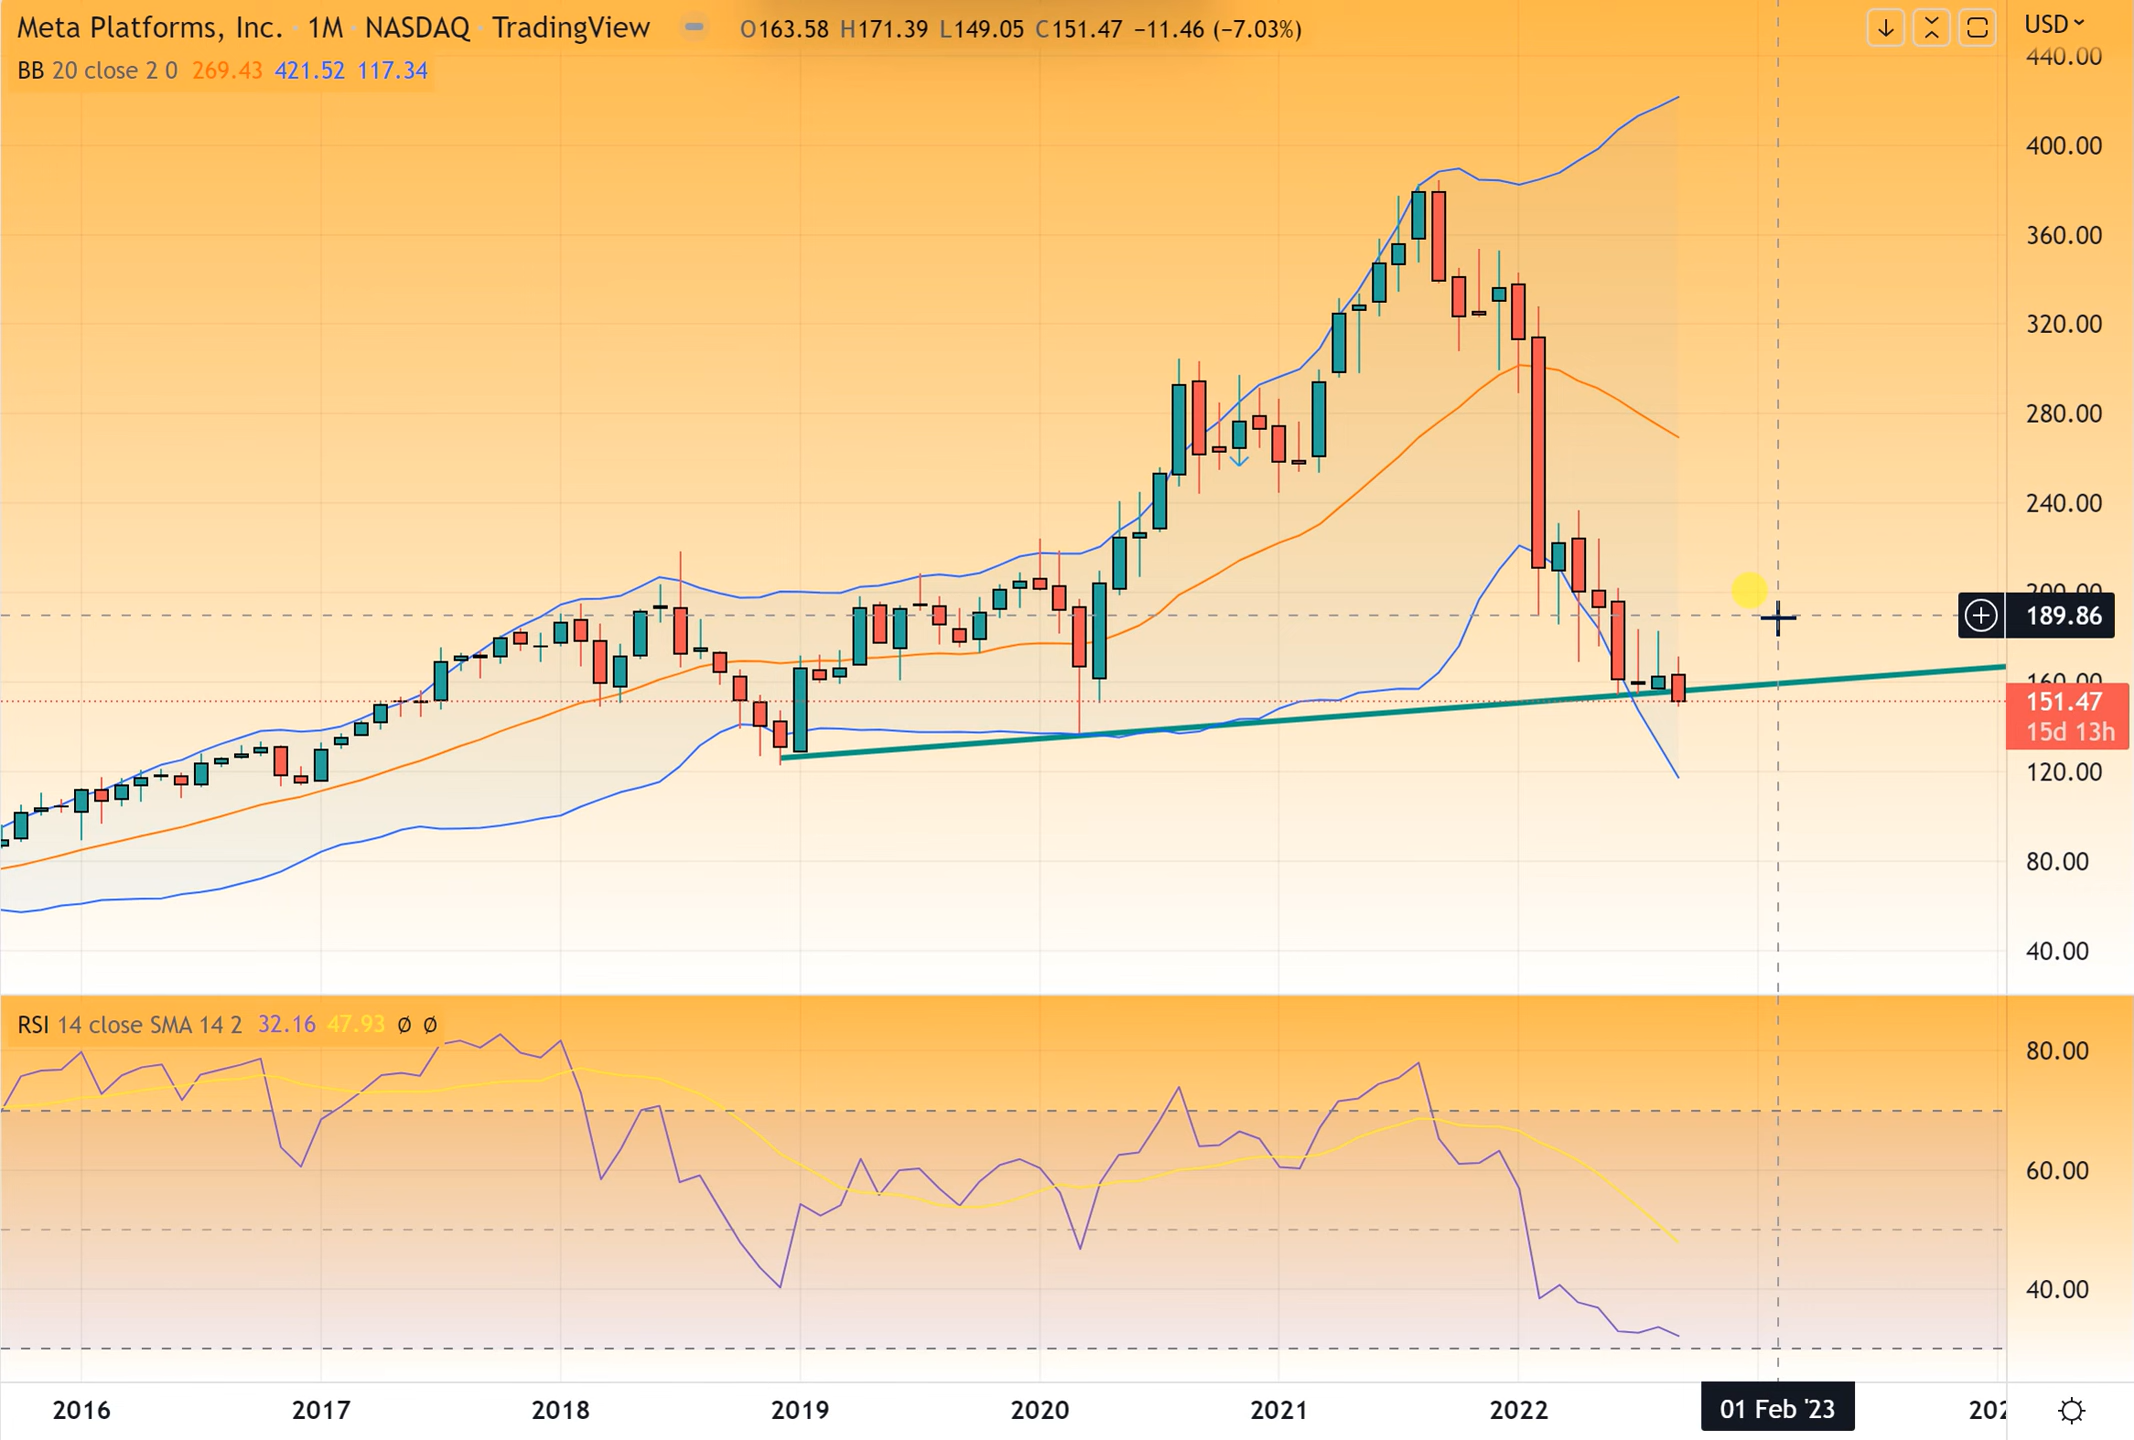 Meta Platforms, Inc. · 1M · NASDAQ · TradingView O163.58 H171.39 L149.05 C151.47 −11.46 (−7.03%)
USD
BB 20 close 2 0 269.43 421.52 117.34
440.00
400.00
360.00
320.00
280.00
240.00
200.00
189.86
160.00
151.47
15d 13h
120.00
80.00
40.00
RSI 14 close SMA 14 2 32.16 47.93 Ø Ø
80.00
60.00
40.00
2016 2017 2018 2019 2020 2021 2022 01 Feb '23